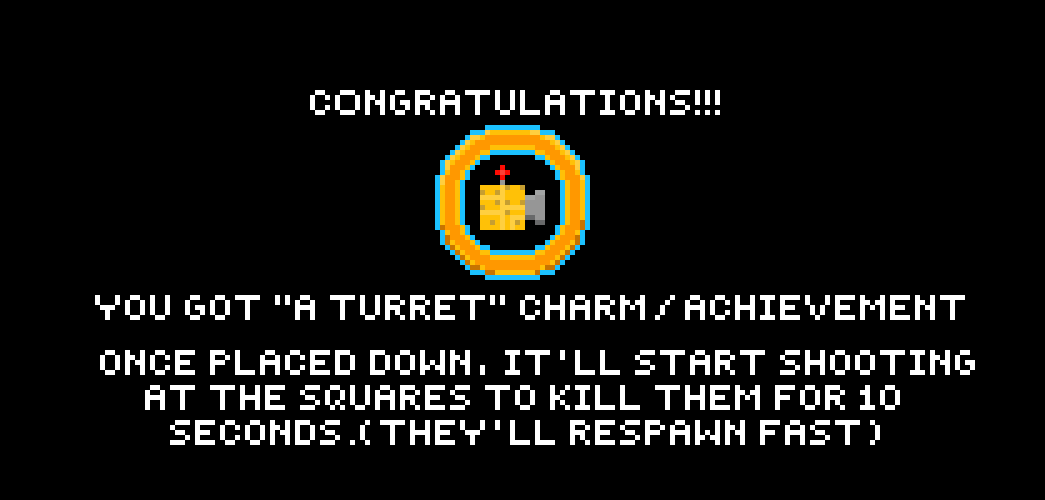 CONGRATULATIONS!!!
YOU GOT "A TURRET" CHARM/ACHIEVEMENT
ONCE PLACED DOWN. IT'LL START SHOOTING
AT THE SQUARES TO KILL THEM FOR 10
SECONDS.(THEY'LL RESPAWN FAST)